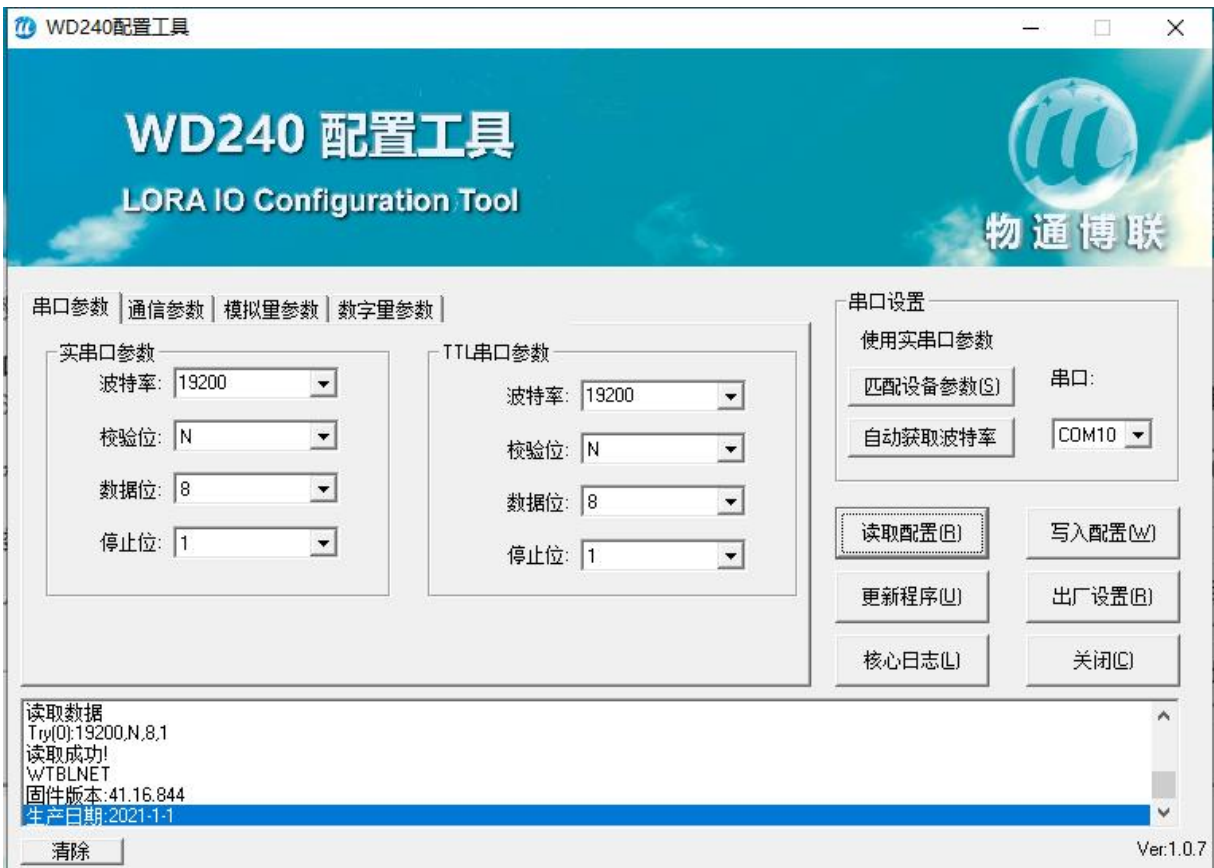 WD240配置工具
WD240 配置工具
LORA IO Configuration Tool
物通博联
串口参数 通信参数 模拟量参数 数字量参数
实串口参数
波特率: 19200
校验位: N
数据位: 8
停止位: 1
TTL串口参数
波特率: 19200
校验位: N
数据位: 8
停止位: 1
串口设置
使用实串口参数
匹配设备参数(S)
串口:
自动获取波特率
COM10
读取配置(R) 写入配置(W)
更新程序(U) 出厂设置(R)
核心日志(L) 关闭(C)
读取数据
Try(0):19200,N,8,1
读取成功!
WTBLNET
固件版本:41.16.844
生产日期:2021-1-1
清除
Ver:1.0.7